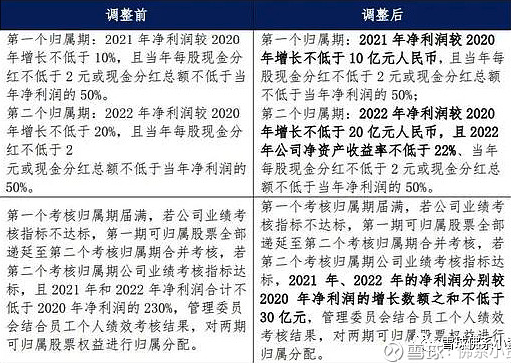 调整前
第一个归属期：2021 年净利润较 2020
年增长不低于 10%，且当年每股现金分
红不低于 2 元或现金分红总额不低于当
年净利润的 50%。
第二个归属期：2022 年净利润较 2020
年增长不低于 20%，且当年每股现金分
红不低于 2
元或现金分红总额不低于当年净利润的
50%。
调整后
第一个归属期：2021 年净利润较 2020
年增长不低于 10 亿元人民币，且当年每
股现金分红不低于 2 元或现金分红总额
不低于当年净利润的 50%；
第二个归属期：2022 年净利润较 2020
年增长不低于 20 亿元人民币，且 2022
年公司净资产收益率不低于 22%、当年
每股现金分红不低于 2 元或现金分红总
额不低于当年净利润的 50%。
第一个考核归属期届满，若公司业绩考
核指标不达标，第一期可归属股票全部
递延至第二个考核归属期合并考核，若
第二个考核归属期公司业绩考核指标达
标，且 2021 年和 2022 年净利润合计不
低于 2020 年净利润的 230%，管理委员
会结合员工个人绩效考核结果，对两期
可归属股票权益进行归属分配。
第一个考核归属期届满，若公司业绩考
核指标不达标，第一期可归属股票全部
递延至第二个考核归属期合并考核，若
第二个考核归属期公司业绩考核指标达
标，2021 年、2022 年的净利润分别较
2020 年净利润的增长数额之和不低于
30 亿元，管理委员会结合员工个人绩效
考核结果，对两期可归属股票权益进行
归属分配。